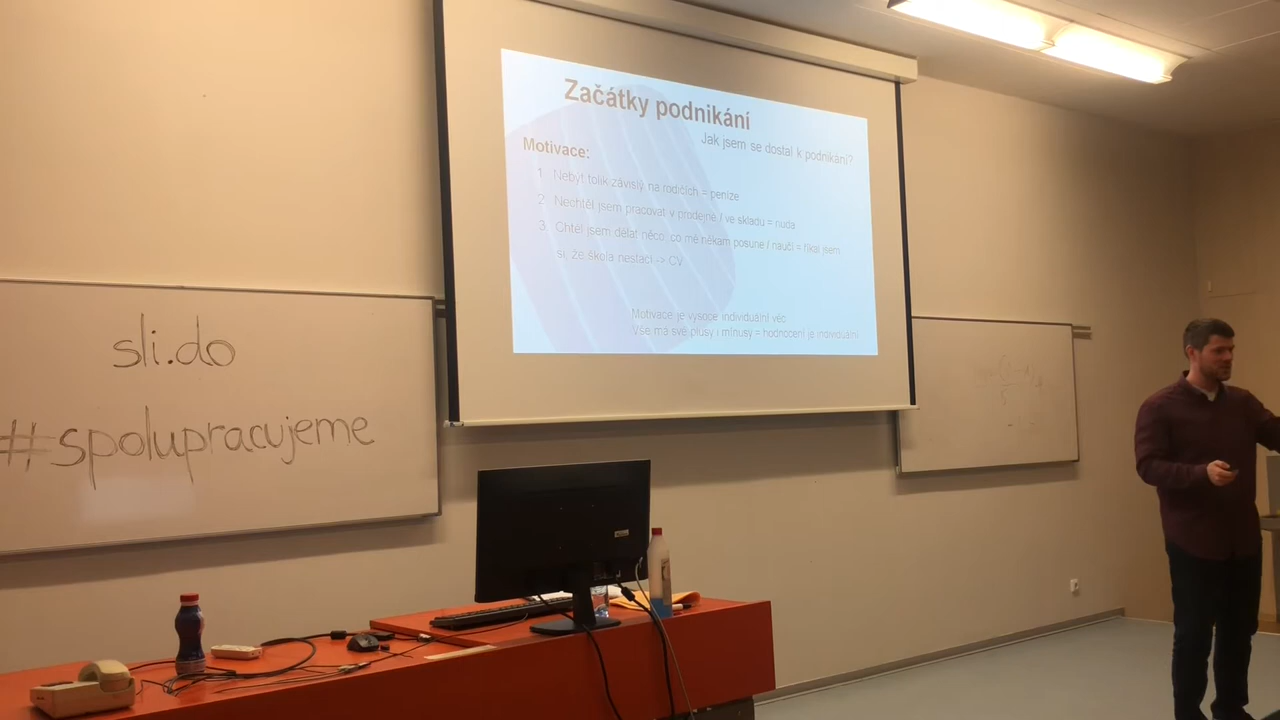 Začátky podnikání
Jak jsem se dostal k podnikání?
Motivace:
1. Nebýt tolik závislý na rodičích = peníze
2. Nechtěl jsem pracovat v prodejně / ve skladu = nuda
3. Chtěl jsem dělat něco, co mě někam posune / naučí = říkal jsem
si, že škola nestačí -> CV
Motivace je vysoce individuální věc
Vše má své plusy i mínusy = hodnocení je individuální
sli.do
#spolupracujeme